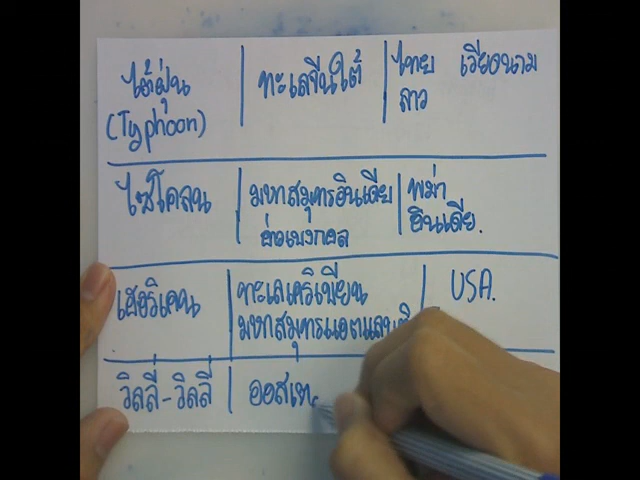 ไต้ฝุ่น ทะเลจีนใต้ ไทย เวียดนาม
(Typhoon) ลาว
ไซโคลน มหาสมุทรอินเดีย พม่า
อ่าวเบงกอล อินเดีย.
เฮอริเคน ทะเลแคริบเบียน USA.
มหาสมุทรแอตแลนติ
วิลลี่-วิลลี่ ออสเท